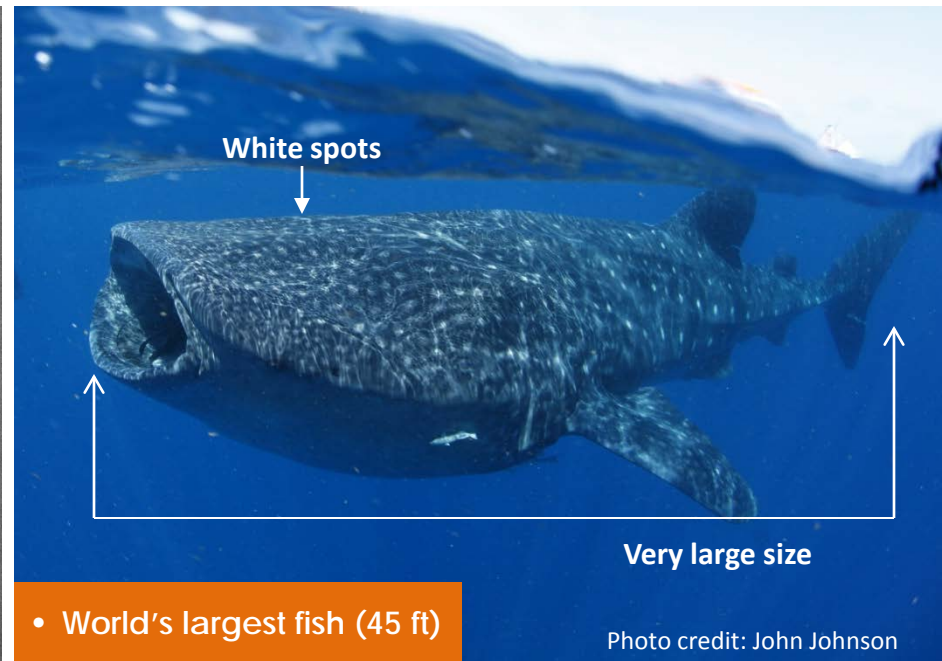 White spots
Very large size
• World's largest fish (45 ft)
Photo credit: John Johnson